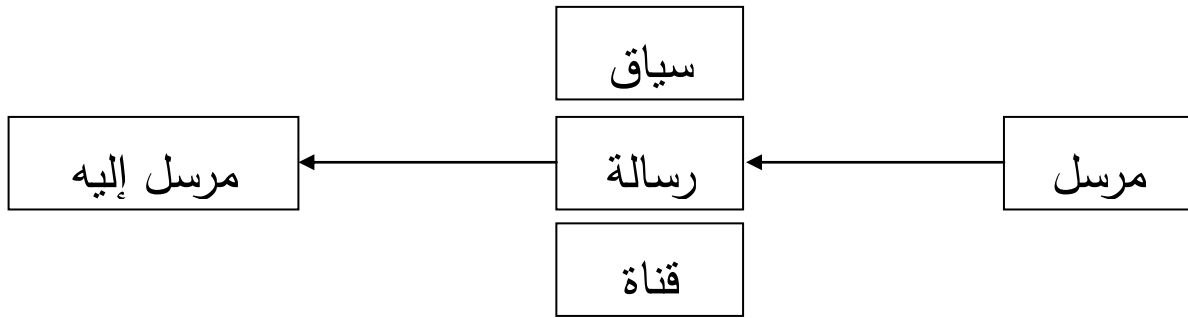 سياق
مرسل
رسالة
مرسل إليه
قناة